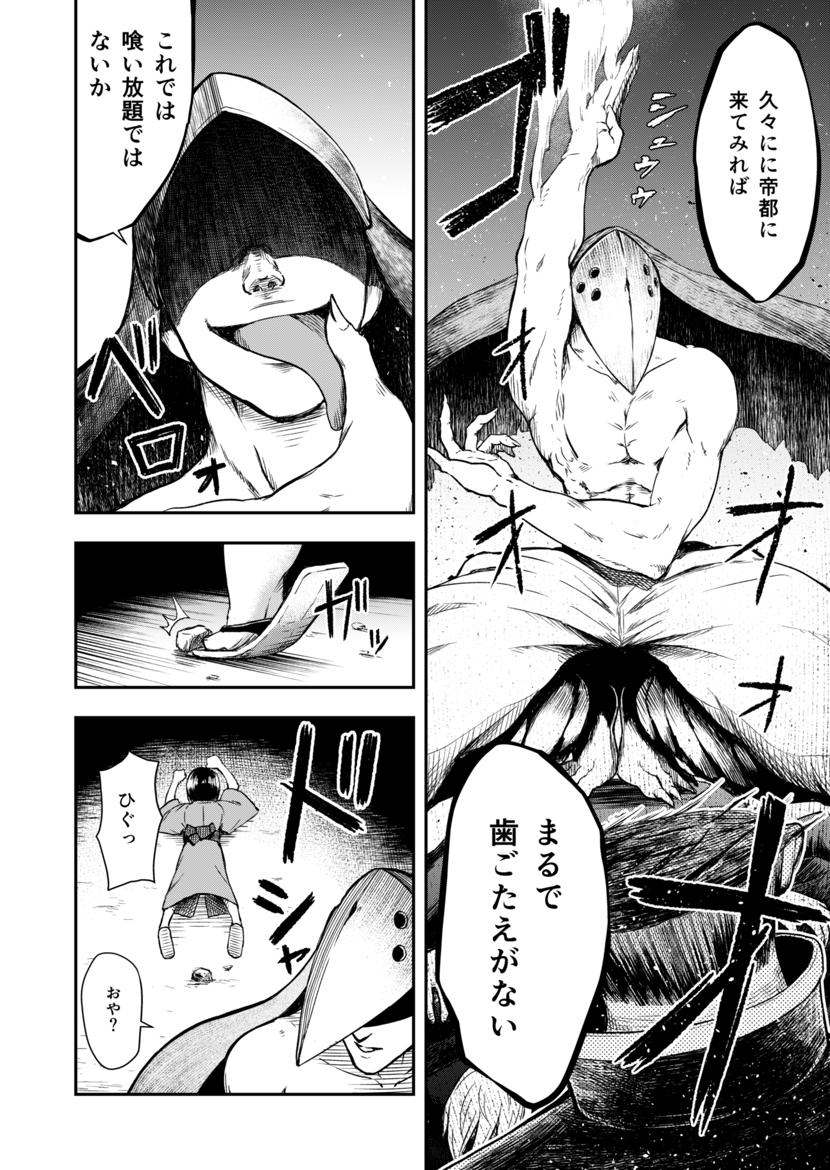 久々にに帝都に
来てみれば
シュウウ
ゴオオオオオ
まるで
歯ごたえがない
これでは
喰い放題では
ないか
ベロォ
ガッ
ドシャ
ひぐっ
おや?